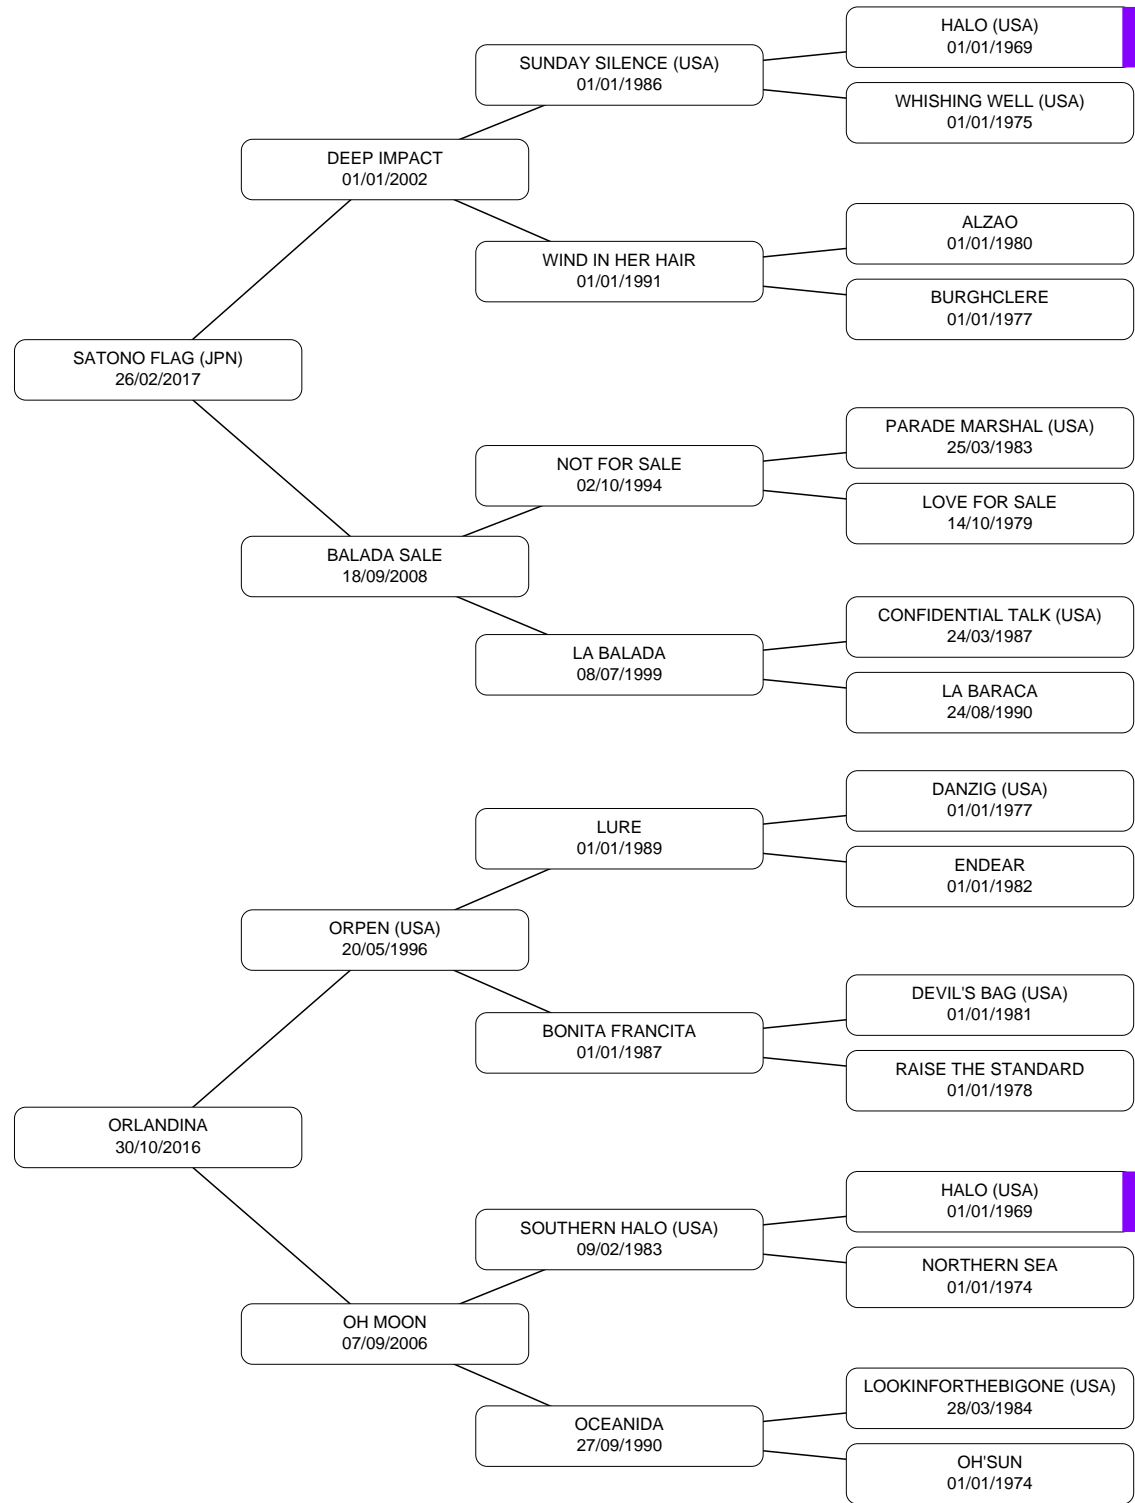 HALO (USA)
01/01/1969
SUNDAY SILENCE (USA)
01/01/1986
WHISHING WELL (USA)
01/01/1975
DEEP IMPACT
01/01/2002
ALZAO
01/01/1980
WIND IN HER HAIR
01/01/1991
BURGHCLERE
01/01/1977
SATONO FLAG (JPN)
26/02/2017
PARADE MARSHAL (USA)
25/03/1983
NOT FOR SALE
02/10/1994
LOVE FOR SALE
14/10/1979
BALADA SALE
18/09/2008
CONFIDENTIAL TALK (USA)
24/03/1987
LA BALADA
08/07/1999
LA BARACA
24/08/1990
DANZIG (USA)
01/01/1977
LURE
01/01/1989
ENDEAR
01/01/1982
ORPEN (USA)
20/05/1996
DEVIL'S BAG (USA)
01/01/1981
BONITA FRANCITA
01/01/1987
RAISE THE STANDARD
01/01/1978
ORLANDINA
30/10/2016
HALO (USA)
01/01/1969
SOUTHERN HALO (USA)
09/02/1983
NORTHERN SEA
01/01/1974
OH MOON
07/09/2006
LOOKINFORTHEBIGONE (USA)
28/03/1984
OCEANIDA
27/09/1990
OH'SUN
01/01/1974